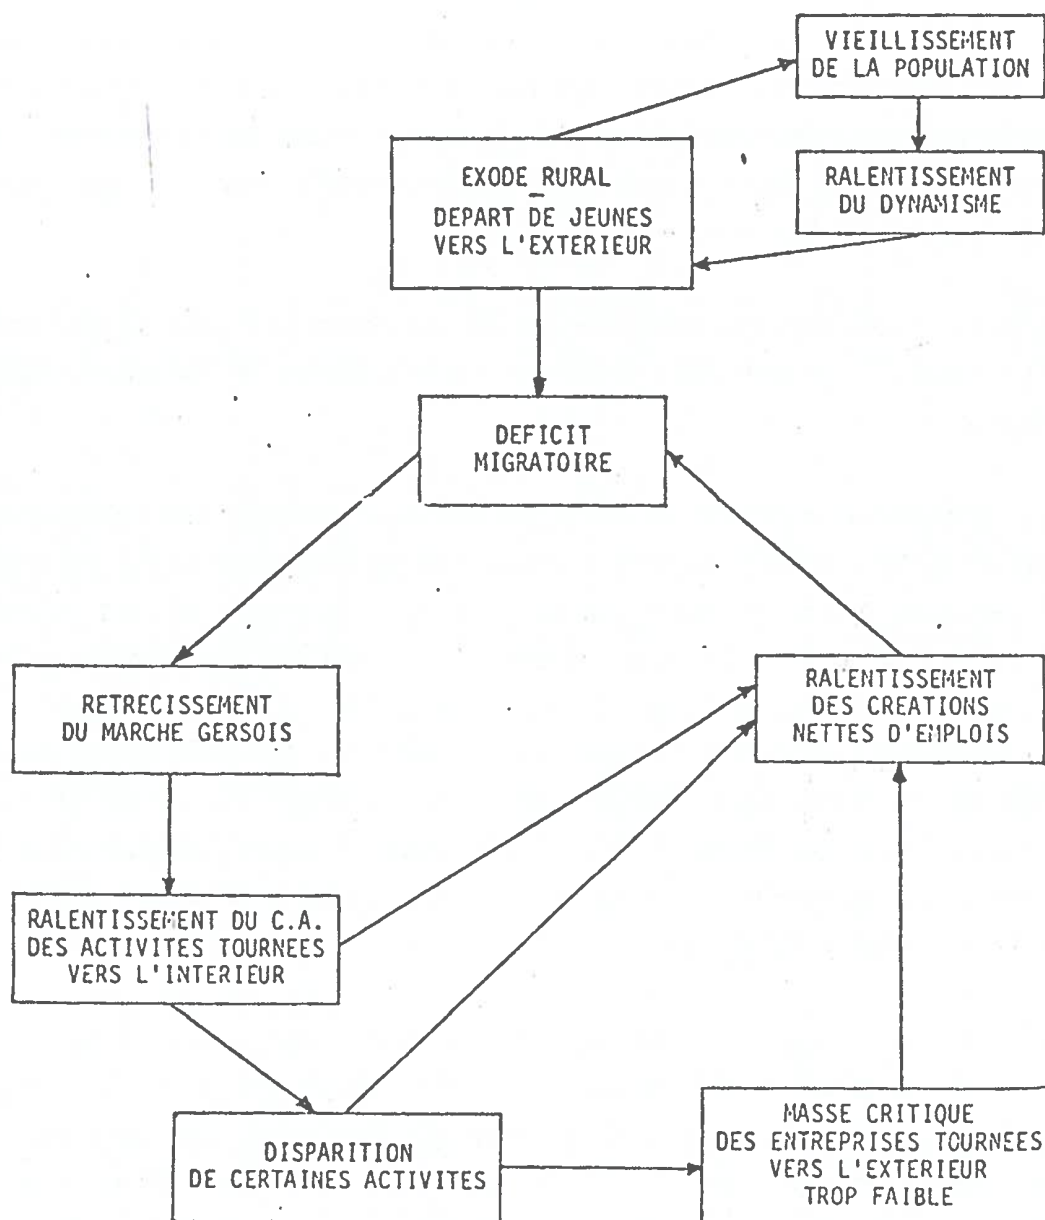 VIEILLISSEMENT
DE LA POPULATION
EXODE RURAL
DEPART DE JEUNES
VERS L'EXTERIEUR
RALENTISSEMENT
DU DYNAMISME
DEFICIT
MIGRATOIRE
RETRECISSEMENT
DU MARCHE GERSOIS
RALENTISSEMENT
DES CREATIONS
NETTES D'EMPLOIS
RALENTISSEMENT DU C.A.
DES ACTIVITES TOURNEES
VERS L'INTERIEUR
DISPARITION
DE CERTAINES ACTIVITES
MASSE CRITIQUE
DES ENTREPRISES TOURNEES
VERS L'EXTERIEUR
TROP FAIBLE